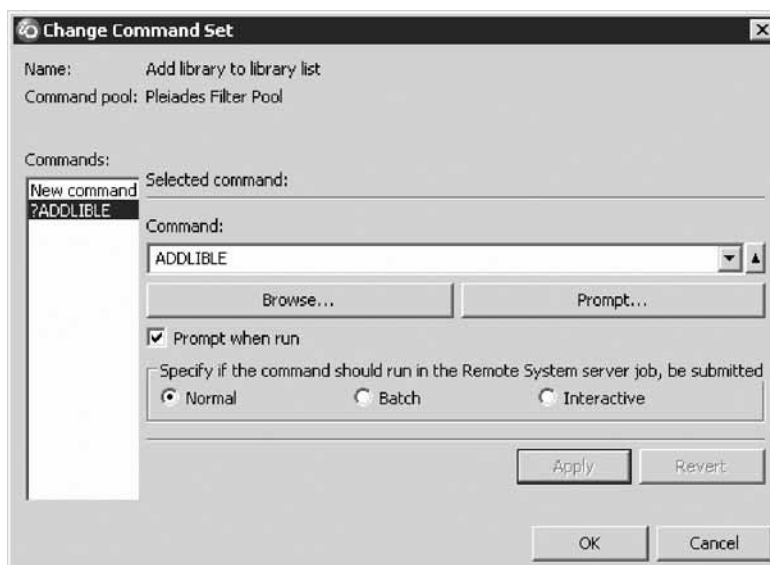 Change Command Set
Name: Add library to library list
Command pool: Pleiades Filter Pool
Commands:
New command
?ADDLIBLE
Selected command:
Command:
ADDLIBLE
Browse... Prompt...
Prompt when run
Specify if the command should run in the Remote System server job, be submitted
Normal Batch Interactive
Apply Revert
OK Cancel